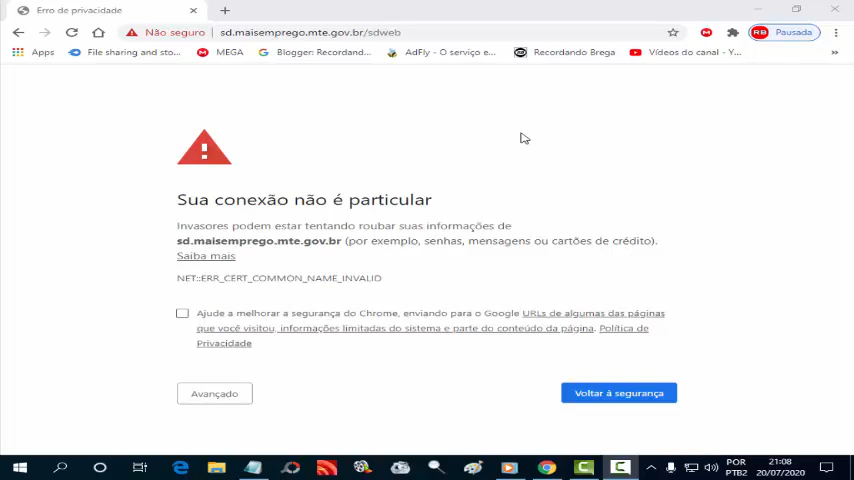 Erro de privacidade
Não seguro
sd.maisemprego.mte.gov.br/sdweb
RB
Pausada
Apps
File sharing and sto...
MEGA
Blogger: Recordand...
AdFly - O serviço e...
Recordando Brega
Vídeos do canal - Y...
Sua conexão não é particular
Invasores podem estar tentando roubar suas informações de
sd.maisemprego.mte.gov.br (por exemplo, senhas, mensagens ou cartões de crédito).
Saiba mais
NET::ERR_CERT_COMMON_NAME_INVALID
Ajude a melhorar a segurança do Chrome, enviando para o Google URLs de algumas das páginas
que você visitou, informações limitadas do sistema e parte do conteúdo da página. Política de
Privacidade
Avançado
Voltar à segurança
POR
PTB2
21:08
20/07/2020